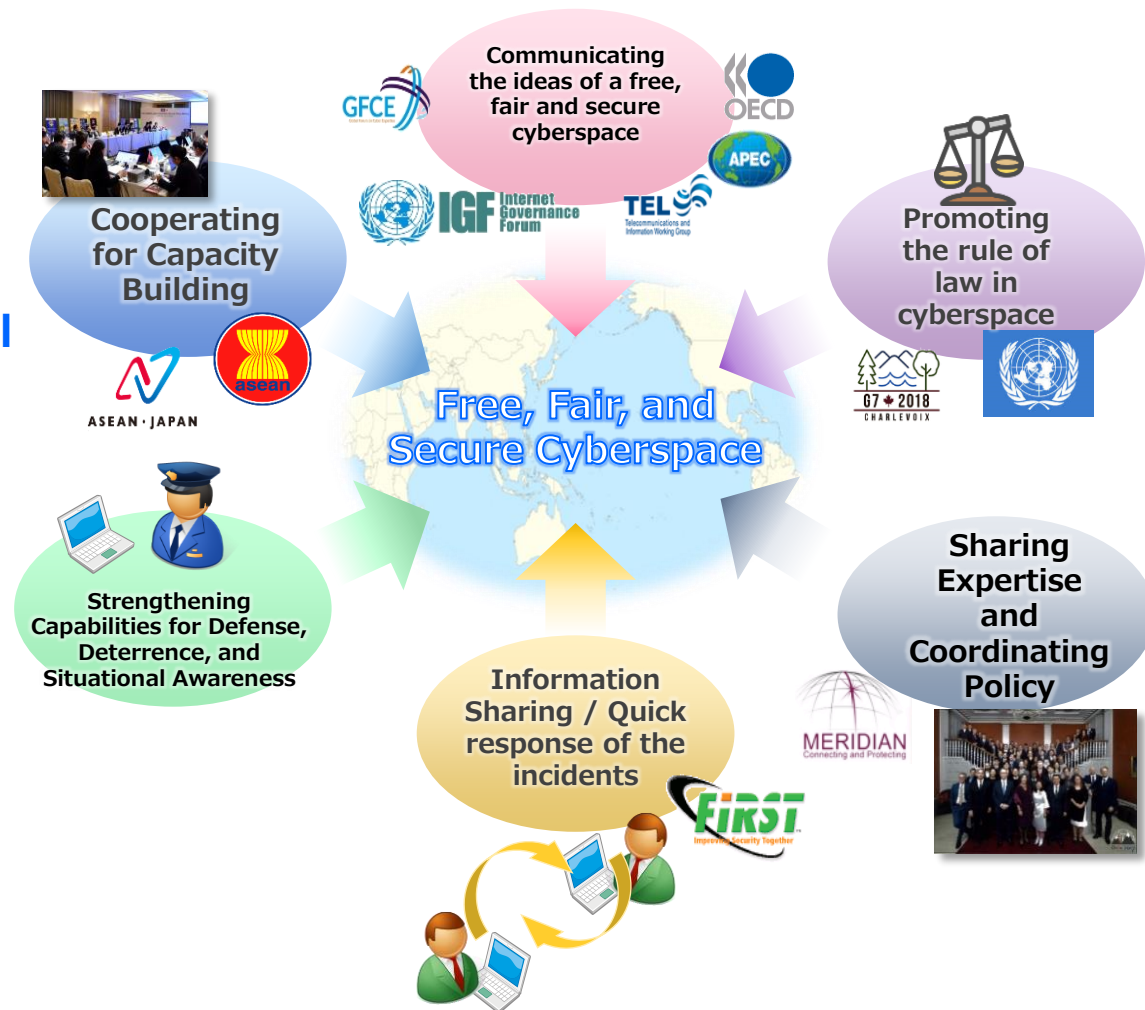 Communicating
the ideas of a free,
fair and secure
cyberspace
GFCE
OECD
APEC
IGF Internet
Governance
Forum
TEL
Telecommunications and
Information Working Group
Cooperating
for Capacity
Building
l
asean
ASEAN・JAPAN
Promoting
the rule of
law in
cyberspace
G7 2018
CHARLEVOIX
Free, Fair, and
Secure Cyberspace
Strengthening
Capabilities for Defense,
Deterrence, and
Situational Awareness
Information
Sharing / Quick
response of the
incidents
FiRST
Improving Security Together
Sharing
Expertise
and
Coordinating
Policy
MERIDIAN
Connecting and Protecting